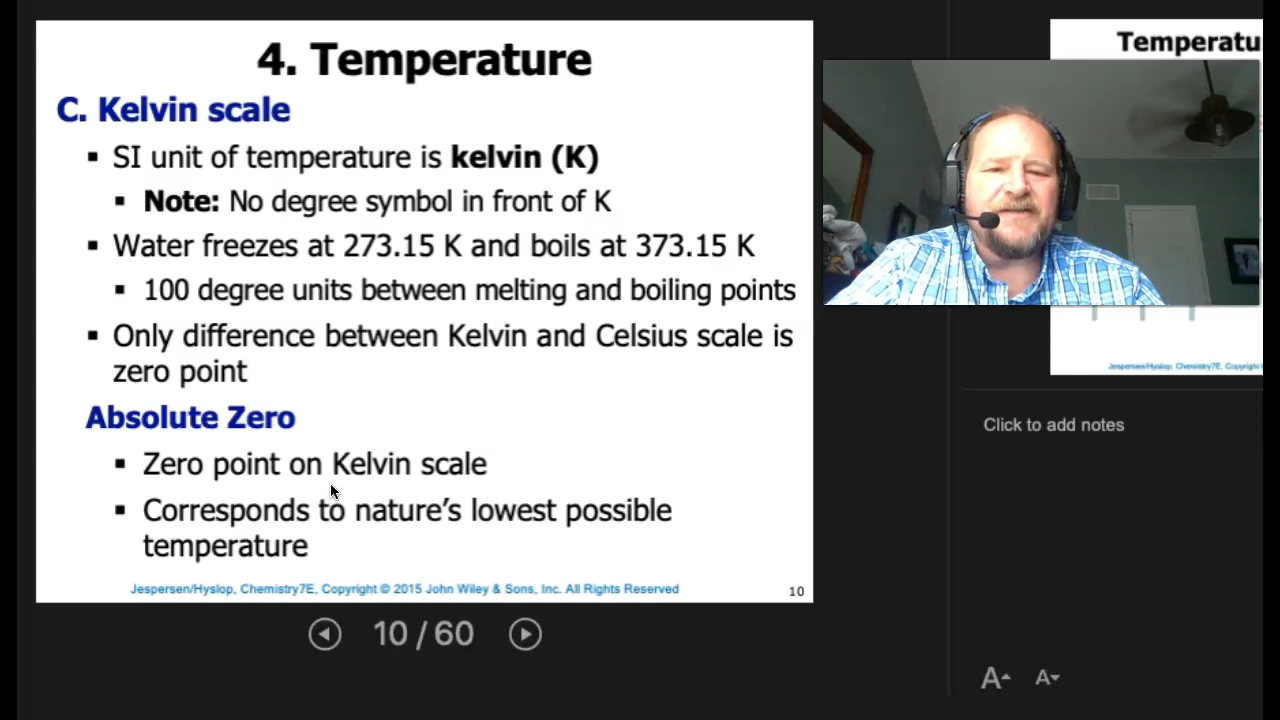 4. Temperature
C. Kelvin scale
▪ SI unit of temperature is kelvin (K)
▪ Note: No degree symbol in front of K
▪ Water freezes at 273.15 K and boils at 373.15 K
▪ 100 degree units between melting and boiling points
▪ Only difference between Kelvin and Celsius scale is
zero point
Absolute Zero
▪ Zero point on Kelvin scale
▪ Corresponds to nature's lowest possible
temperature
Jespersen/Hyslop, Chemistry7E, Copyright © 2015 John Wiley & Sons, Inc. All Rights Reserved
10
10 / 60
Temperatu
Jespersen/Hyslop, Chemistry7E, Copyright
Click to add notes
A A